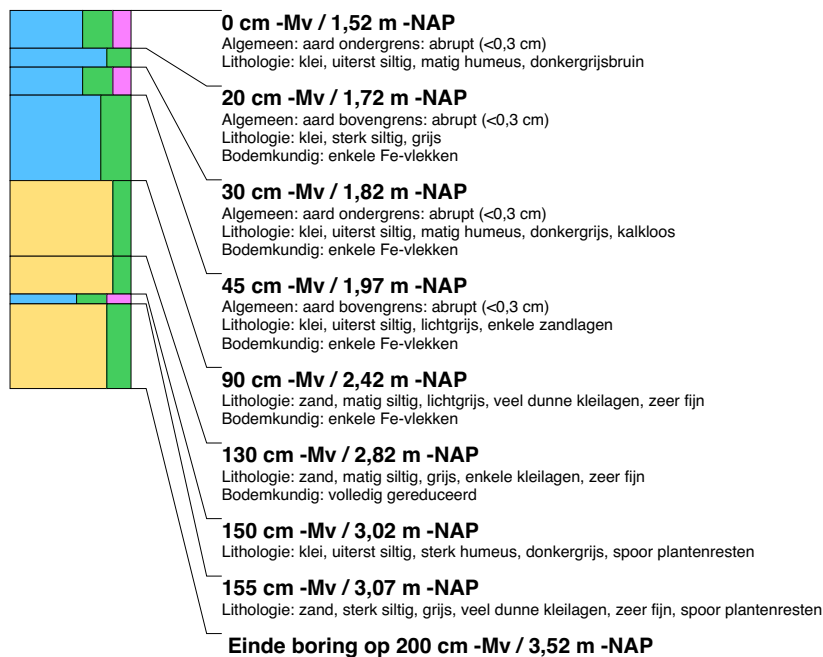 0 cm -Mv / 1,52 m -NAP
Algemeen: aard ondergrens: abrupt (<0,3 cm)
Lithologie: klei, uiterst siltig, matig humeus, donkergrijsbruin
20 cm -Mv / 1,72 m -NAP
Algemeen: aard bovengrens: abrupt (<0,3 cm)
Lithologie: klei, sterk siltig, grijs
Bodemkundig: enkele Fe-vlekken
30 cm -Mv / 1,82 m -NAP
Algemeen: aard ondergrens: abrupt (<0,3 cm)
Lithologie: klei, uiterst siltig, matig humeus, donkergrijs, kalkloos
Bodemkundig: enkele Fe-vlekken
45 cm -Mv / 1,97 m -NAP
Algemeen: aard bovengrens: abrupt (<0,3 cm)
Lithologie: klei, uiterst siltig, lichtgrijs, enkele zandlagen
Bodemkundig: enkele Fe-vlekken
90 cm -Mv / 2,42 m -NAP
Lithologie: zand, matig siltig, lichtgrijs, veel dunne kleilagen, zeer fijn
Bodemkundig: enkele Fe-vlekken
130 cm -Mv / 2,82 m -NAP
Lithologie: zand, matig siltig, grijs, enkele kleilagen, zeer fijn
Bodemkundig: volledig gereduceerd
150 cm -Mv / 3,02 m -NAP
Lithologie: klei, uiterst siltig, sterk humeus, donkergrijs, spoor plantenresten
155 cm -Mv / 3,07 m -NAP
Lithologie: zand, sterk siltig, grijs, veel dunne kleilagen, zeer fijn, spoor plantenresten
Einde boring op 200 cm -Mv / 3,52 m -NAP